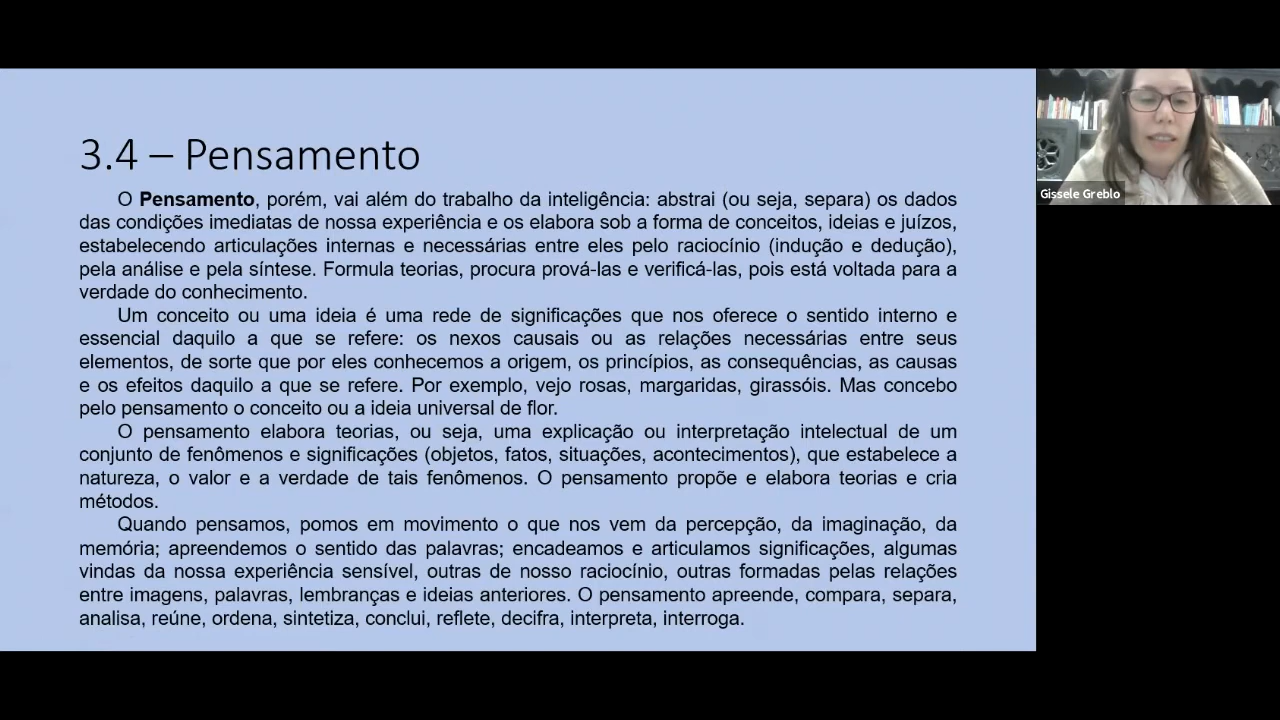 3.4 – Pensamento
O Pensamento, porém, vai além do trabalho da inteligência: abstrai (ou seja, separa) os dados
das condições imediatas de nossa experiência e os elabora sob a forma de conceitos, ideias e juízos,
estabelecendo articulações internas e necessárias entre eles pelo raciocínio (indução e dedução),
pela análise e pela síntese. Formula teorias, procura prová-las e verificá-las, pois está voltada para a
verdade do conhecimento.
Um conceito ou uma ideia é uma rede de significações que nos oferece o sentido interno e
essencial daquilo a que se refere: os nexos causais ou as relações necessárias entre seus
elementos, de sorte que por eles conhecemos a origem, os princípios, as consequências, as causas
e os efeitos daquilo a que se refere. Por exemplo, vejo rosas, margaridas, girassóis. Mas concebo
pelo pensamento o conceito ou a ideia universal de flor.
O pensamento elabora teorias, ou seja, uma explicação ou interpretação intelectual de um
conjunto de fenômenos e significações (objetos, fatos, situações, acontecimentos), que estabelece a
natureza, o valor e a verdade de tais fenômenos. O pensamento propõe e elabora teorias e cria
métodos.
Quando pensamos, pomos em movimento o que nos vem da percepção, da imaginação, da
memória; apreendemos o sentido das palavras; encadeamos e articulamos significações, algumas
vindas da nossa experiência sensível, outras de nosso raciocínio, outras formadas pelas relações
entre imagens, palavras, lembranças e ideias anteriores. O pensamento apreende, compara, separa,
analisa, reúne, ordena, sintetiza, conclui, reflete, decifra, interpreta, interroga.
Gissele Greblo